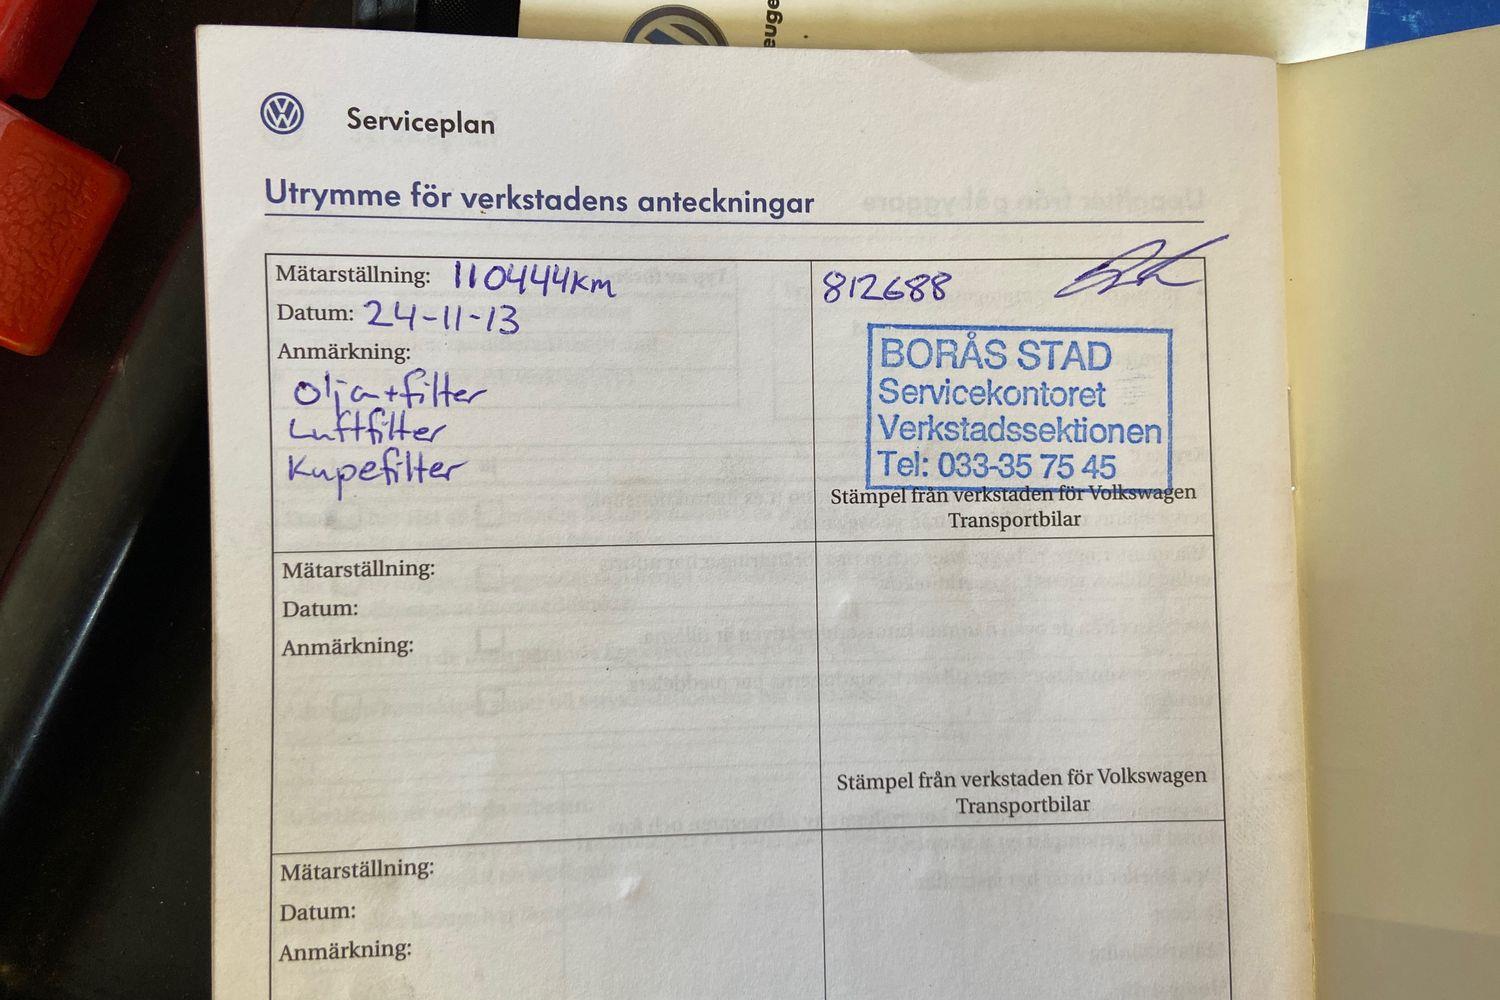 euge
Serviceplan
Utrymme för verkstadens anteckningar
Mätarställning: 110444km
Datum: 24-11-13
Anmärkning:
Olja+filter
Luftfilter
Kupefilter
812688
BORÅS STAD
Servicekontoret
Verkstadssektionen
Tel: 033-35 75 45
Stämpel från verkstaden för Volkswagen
Transportbilar
Mätarställning:
Datum:
Anmärkning:
Stämpel från verkstaden för Volkswagen
Transportbilar
Mätarställning:
Datum:
Anmärkning: